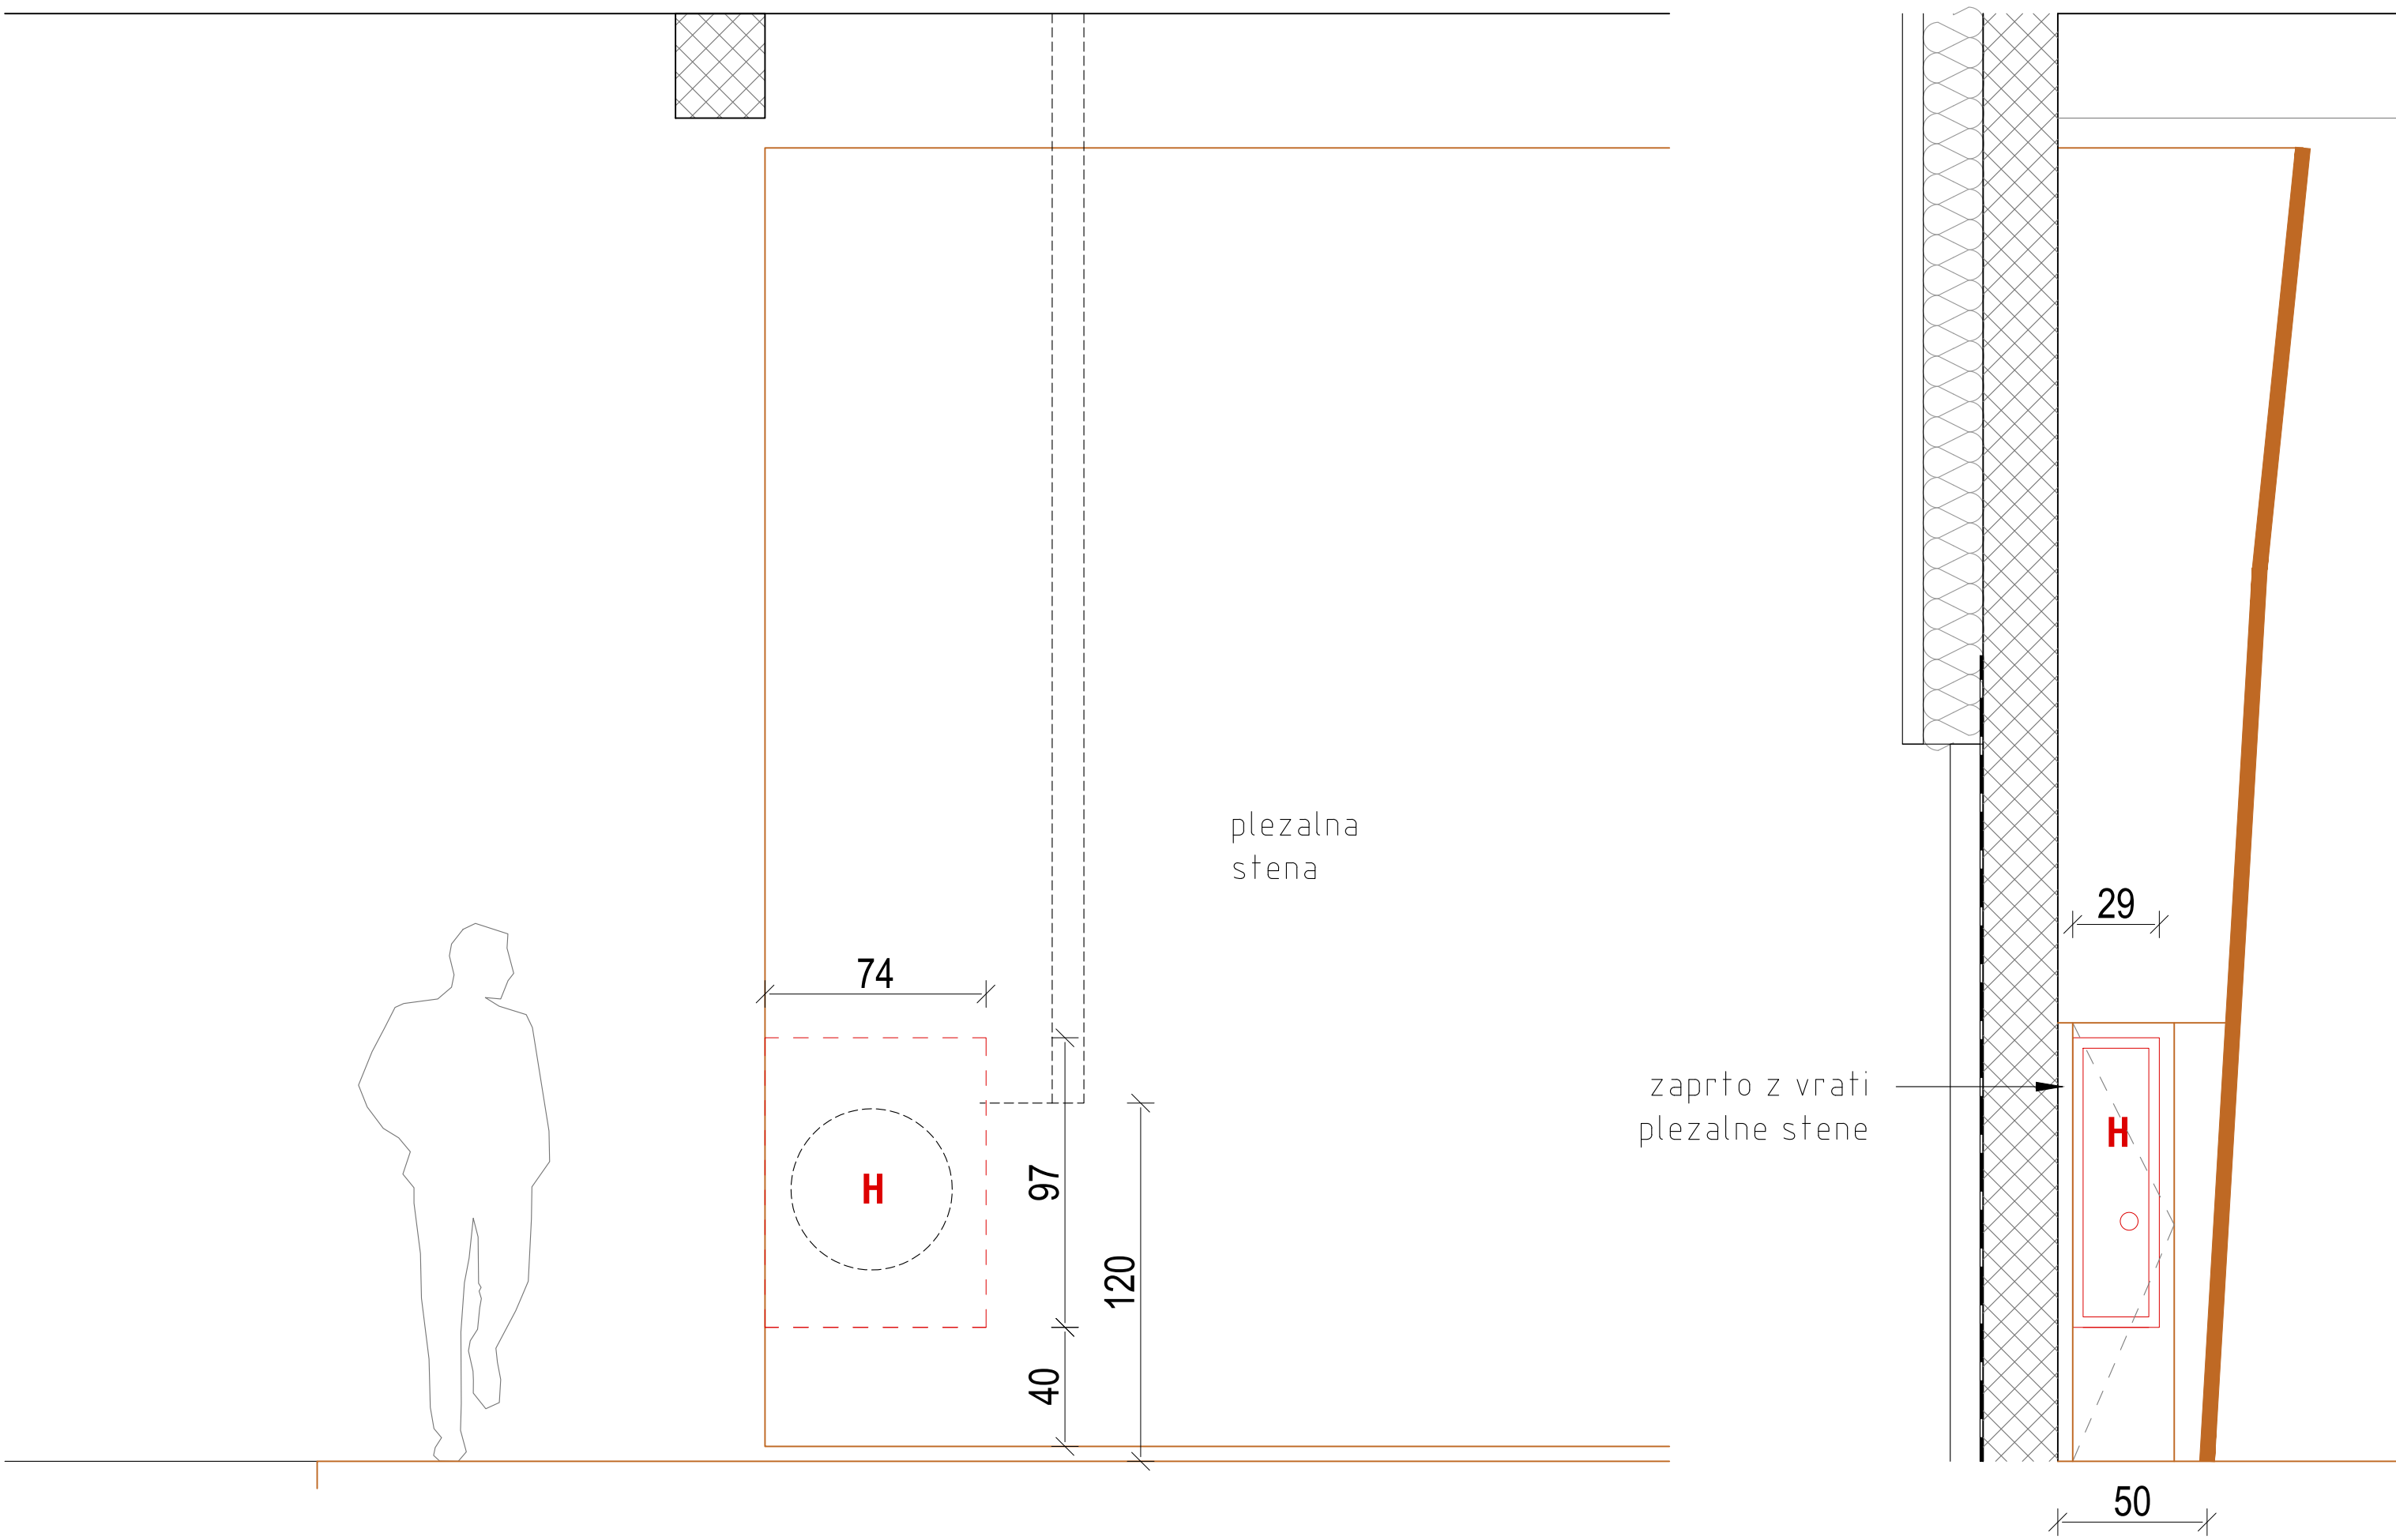 plezalna
stena
29
74
zaprto z vrati
plezalne stene
H
H
97
120
40
50